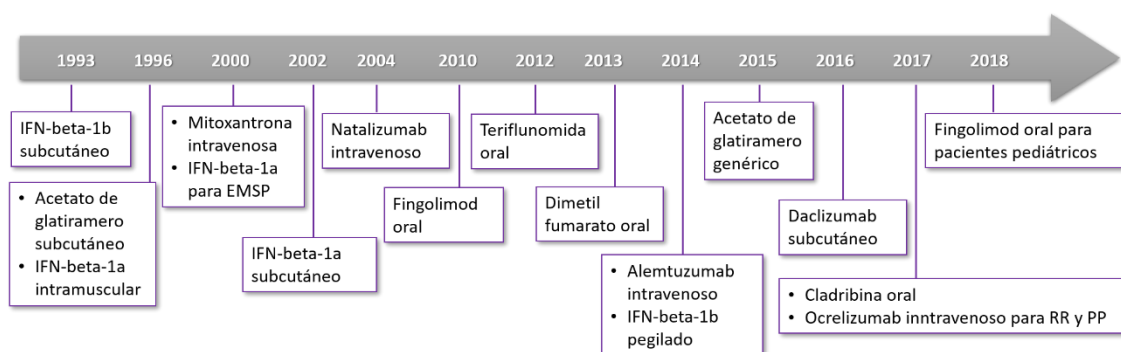 1993 1996 2000 2002 2004 2010 2012 2013 2014 2015 2016 2017 2018
IFN-beta-1b
subcutáneo
• Acetato de
glatiramero
subcutáneo
• IFN-beta-1a
intramuscular
• Mitoxantrona
intravenosa
• IFN-beta-1a
para EMSP
IFN-beta-1a
subcutáneo
Natalizumab
intravenoso
Fingolimod
oral
Teriflunomida
oral
Dimetil
fumarato oral
• Alemtuzumab
intravenoso
• IFN-beta-1b
pegilado
Acetato de
glatiramero
genérico
Daclizumab
subcutáneo
• Cladribina oral
• Ocrelizumab inntravenoso para RR y PP
Fingolimod oral para
pacientes pediátricos